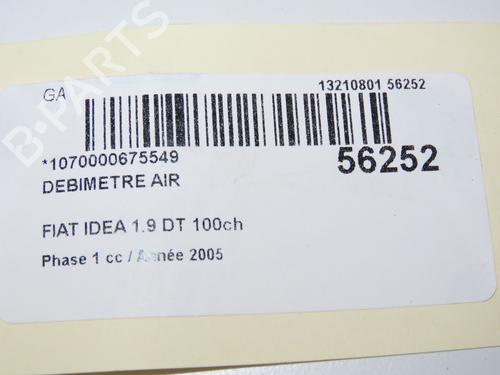 B-PARTS
GA
13210801 56252
*1070000675549
56252
DEBIMETRE AIR
FIAT IDEA 1.9 DT 100ch
Phase 1 cc / Année 2005